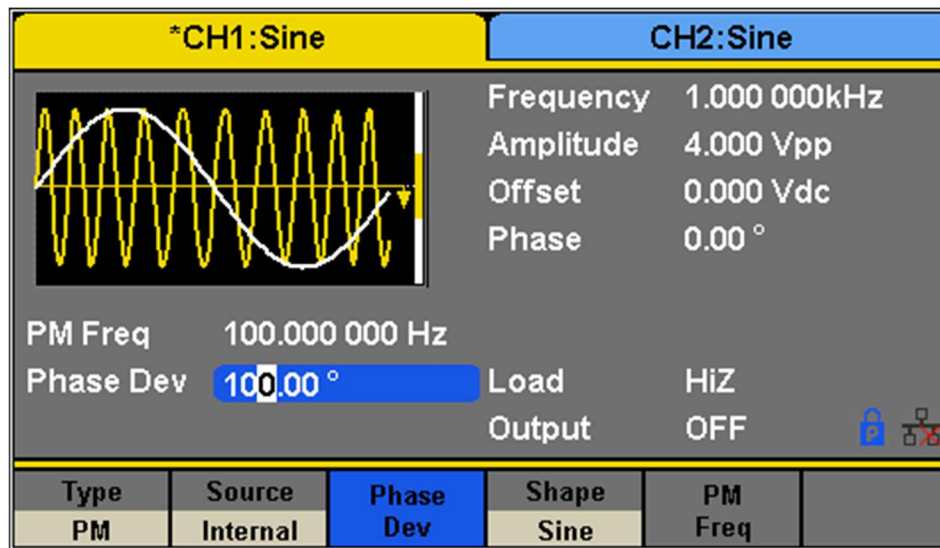 *CH1:Sine
CH2:Sine
Frequency 1.000 000kHz
Amplitude 4.000 Vpp
Offset 0.000 Vdc
Phase 0.00 °
PM Freq 100.000 000 Hz
Phase Dev 100.00 °
Load HiZ
Output OFF
P
Type
PM
Source
Internal
Phase
Dev
Shape
Sine
PM
Freq